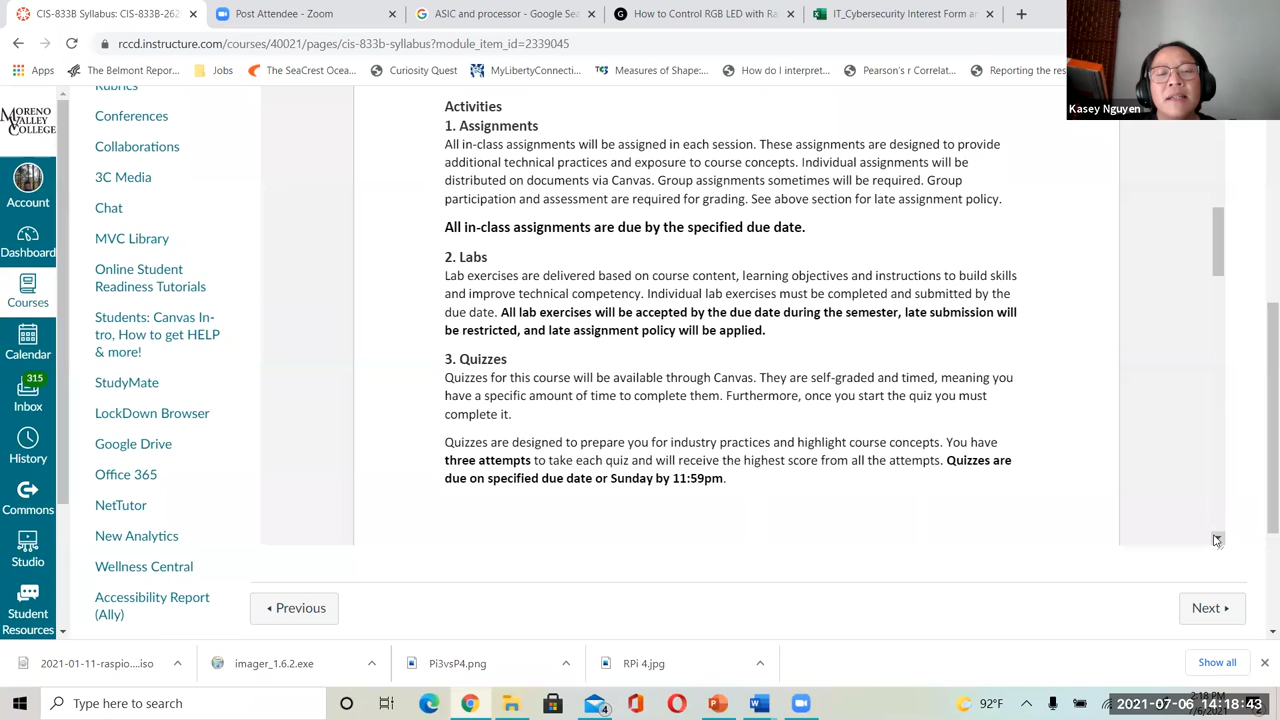 CIS-833B Syllabus: CIS-833B-262
Post Attendee - Zoom
ASIC and processor - Google Sea
How to Control RGB LED with Ra
IT_Cybersecurity Interest Form an
rccd.instructure.com/courses/40021/pages/cis-833b-syllabus?module_item_id=2339045
Apps
The Belmont Repor...
Jobs
The SeaCrest Ocea...
Curiosity Quest
MyLibertyConnecti...
Measures of Shape:...
How do I interpret...
Pearson's r Correlat...
Reporting the res
Kasey Nguyen
MORENO
VALLEY
COLLEGE
Account
Dashboard
Courses
Calendar
315
Inbox
History
Commons
Studio
Student
Resources
Rubrics
Conferences
Collaborations
3C Media
Chat
MVC Library
Online Student
Readiness Tutorials
Students: Canvas In-
tro, How to get HELP
& more!
StudyMate
LockDown Browser
Google Drive
Office 365
NetTutor
New Analytics
Wellness Central
Accessibility Report
(Ally)
Activities
1. Assignments
All in-class assignments will be assigned in each session. These assignments are designed to provide
additional technical practices and exposure to course concepts. Individual assignments will be
distributed on documents via Canvas. Group assignments sometimes will be required. Group
participation and assessment are required for grading. See above section for late assignment policy.
All in-class assignments are due by the specified due date.
2. Labs
Lab exercises are delivered based on course content, learning objectives and instructions to build skills
and improve technical competency. Individual lab exercises must be completed and submitted by the
due date. All lab exercises will be accepted by the due date during the semester, late submission will
be restricted, and late assignment policy will be applied.
3. Quizzes
Quizzes for this course will be available through Canvas. They are self-graded and timed, meaning you
have a specific amount of time to complete them. Furthermore, once you start the quiz you must
complete it.
Quizzes are designed to prepare you for industry practices and highlight course concepts. You have
three attempts to take each quiz and will receive the highest score from all the attempts. Quizzes are
due on specified due date or Sunday by 11:59pm.
Previous
Next
2021-01-11-raspio....iso
imager_1.6.2.exe
Pi3vsP4.png
RPi 4.jpg
Show all
Type here to search
4
92°F
2:18 PM
2021-07-06 14:18:43